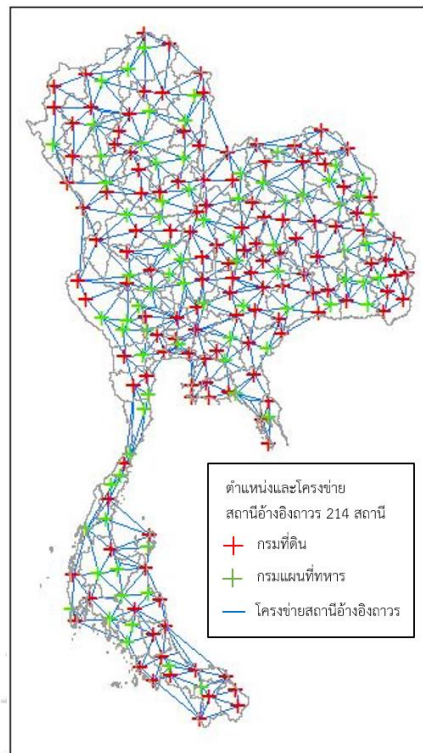 ตำแหน่งและโครงข่าย
สถานีอ้างอิงถาวร 214 สถานี
กรมที่ดิน
กรมแผนที่ทหาร
โครงข่ายสถานีอ้างอิงถาวร